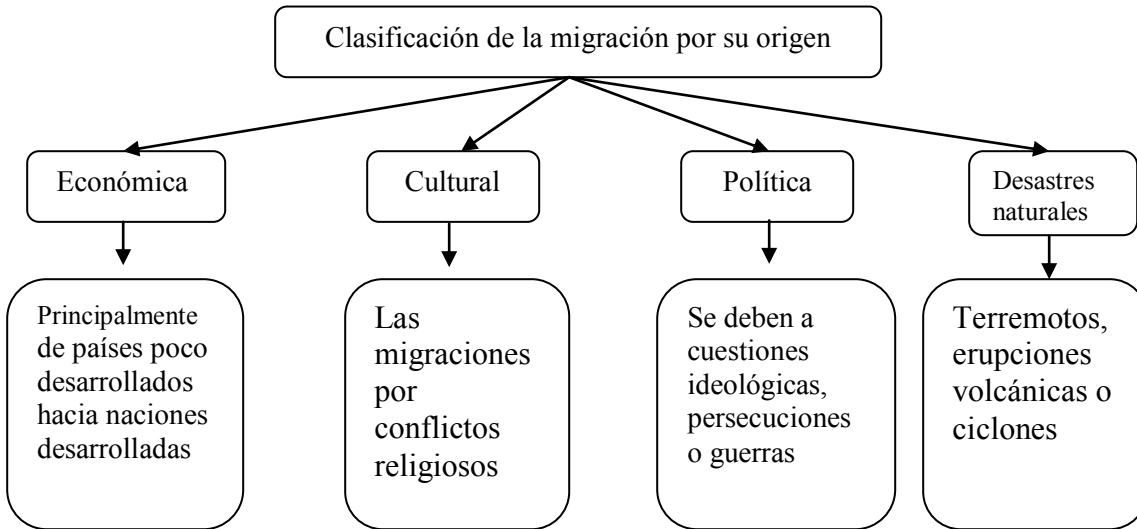 Clasificación de la migración por su origen
Económica
Cultural
Política
Desastres
naturales
Principalmente
de países poco
desarrollados
hacia naciones
desarrolladas
Las
migraciones
por
conflictos
religiosos
Se deben a
cuestiones
ideológicas,
persecuciones
o guerras
Terremotos,
erupciones
volcánicas o
ciclones